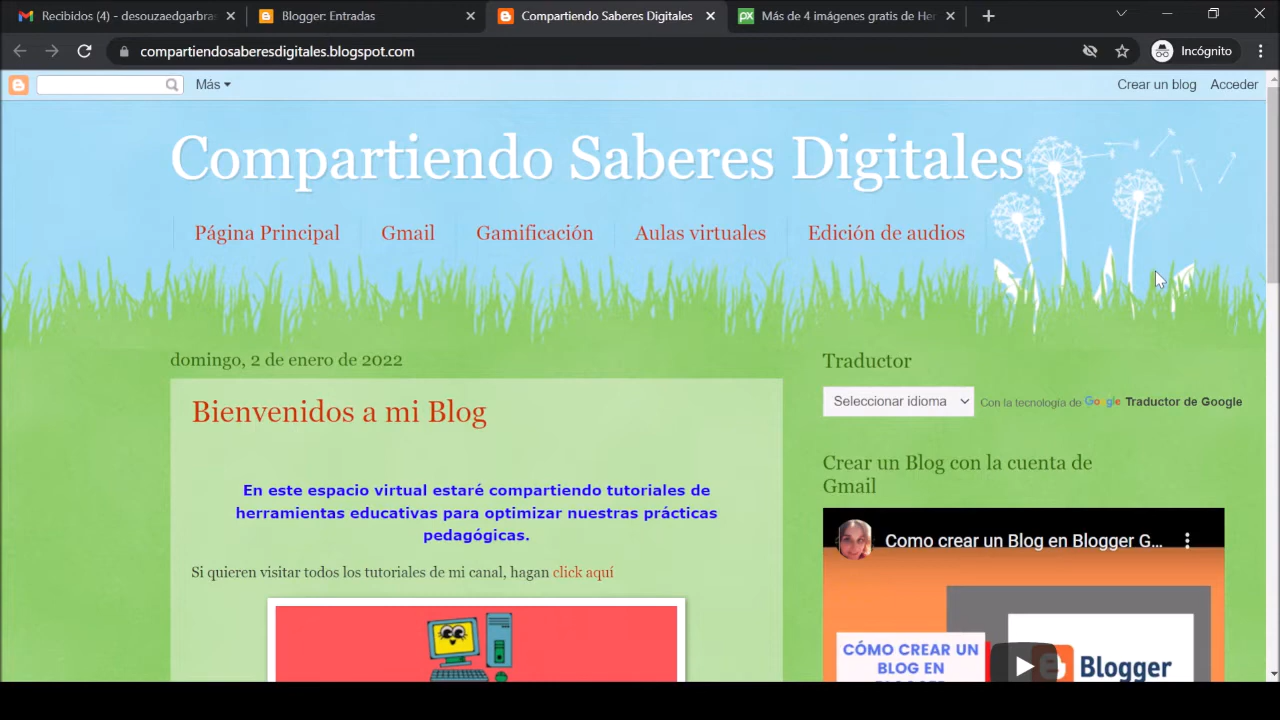 Recibidos (4) - desouzaedgarbras
Blogger: Entradas
Compartiendo Saberes Digitales
Más de 4 imágenes gratis de Her
compartiendosaberesdigitales.blogspot.com
Incógnito
Más
Crear un blog
Acceder
Compartiendo Saberes Digitales
Página Principal
Gmail
Gamificación
Aulas virtuales
Edición de audios
domingo, 2 de enero de 2022
Bienvenidos a mi Blog
En este espacio virtual estaré compartiendo tutoriales de
herramientas educativas para optimizar nuestras prácticas
pedagógicas.
Si quieren visitar todos los tutoriales de mi canal, hagan click aquí
Traductor
Seleccionar idioma
Con la tecnología de Google Traductor de Google
Crear un Blog con la cuenta de
Gmail
Como crear un Blog en Blogger G...
CÓMO CREAR UN
BLOG EN
Blogger